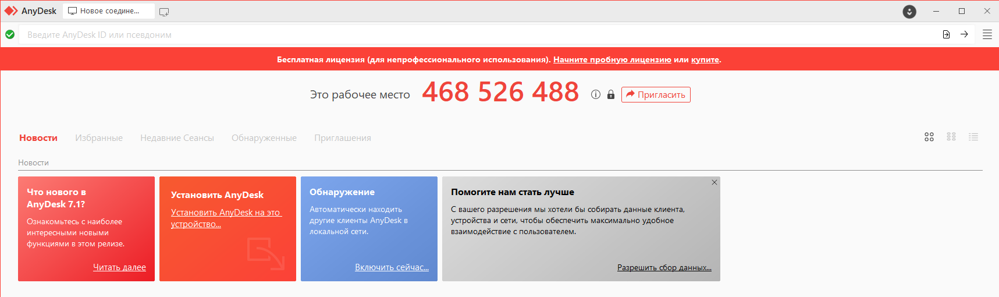 AnyDesk
Новое соедине...
Введите AnyDesk ID или псевдоним
Бесплатная лицензия (для непрофессионального использования). Начните пробную лицензию или купите.
Это рабочее место 468 526 488 Пригласить
Новости Избранные Недавние Сеансы Обнаруженные Приглашения
Новости
Что нового в
AnyDesk 7.1?
Ознакомьтесь с наиболее
интересными новыми
функциями в этом релизе.
Читать далее
Установить AnyDesk
Установить AnyDesk на это
устройство...
Обнаружение
Автоматически находить
другие клиенты AnyDesk в
локальной сети.
Включить сейчас...
Помогите нам стать лучше
С вашего разрешения мы хотели бы собирать данные клиента,
устройства и сети, чтобы обеспечить максимально удобное
взаимодействие с пользователем.
Разрешить сбор данных...